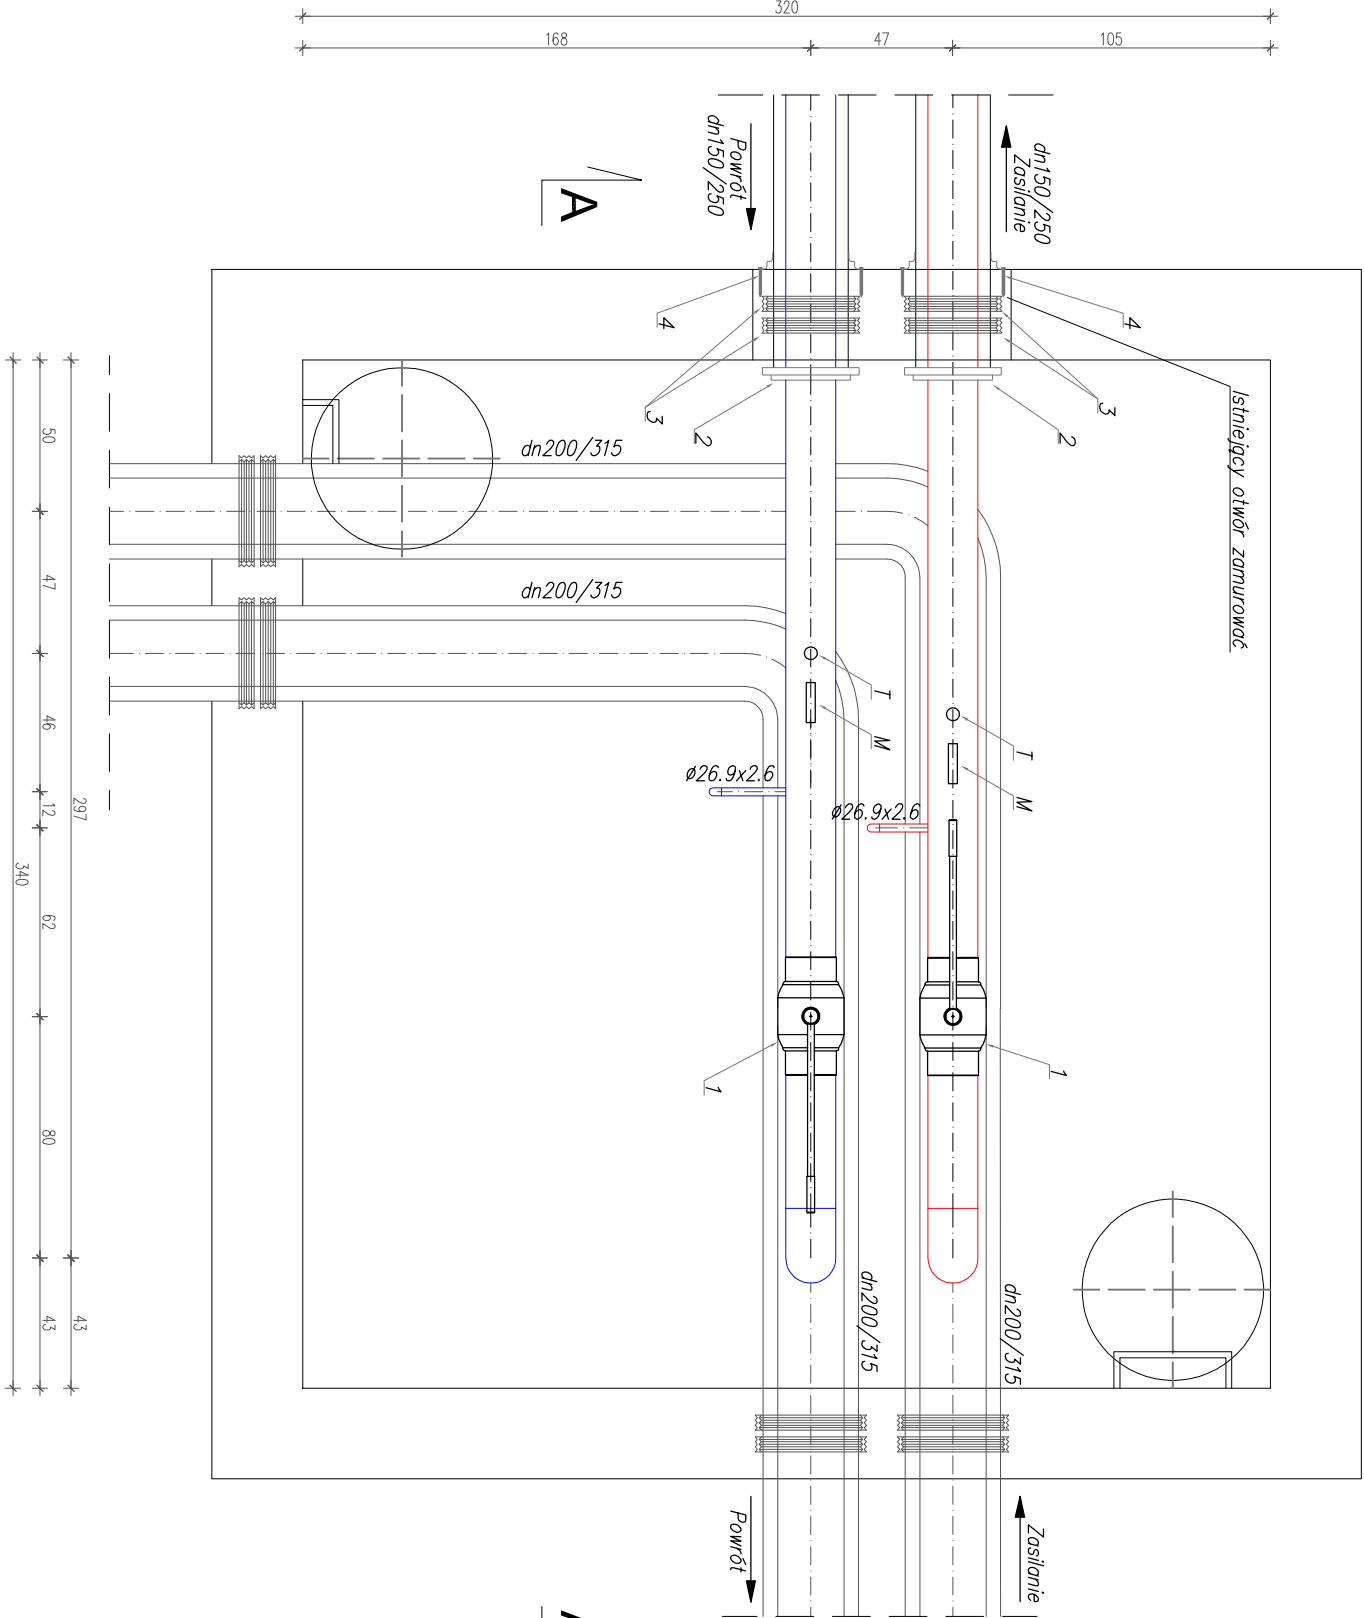 320
168
47
105
Powrót
dn150/250
dn150/250
Zasilanie
A
4
4
3
3
2
2
Istniejący otwór zamurować
dn200/315
dn200/315
T
M
T
M
ø26.9x2.6
ø26.9x2.6
1
1
50
47
46
12
62
80
43
297
43
340
dn200/315
dn200/315
Powrót
Zasilanie